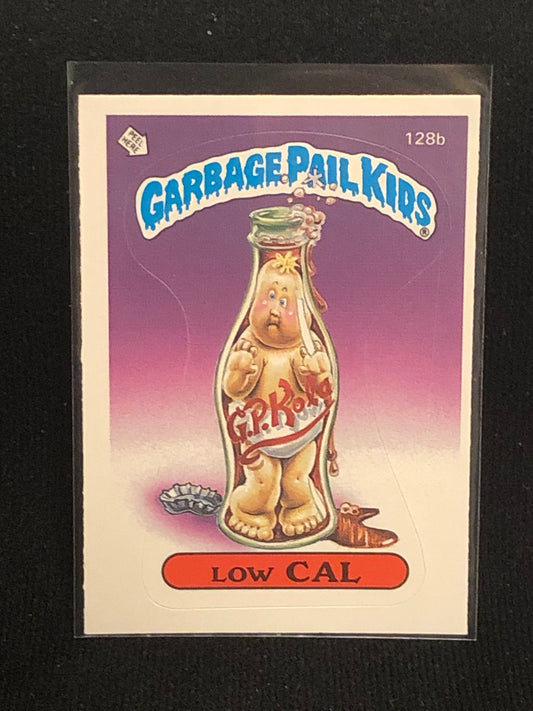 PEEL
HERE
128b
GARBAGE PAIL KIDS®
G.P. Kola
LOW CAL